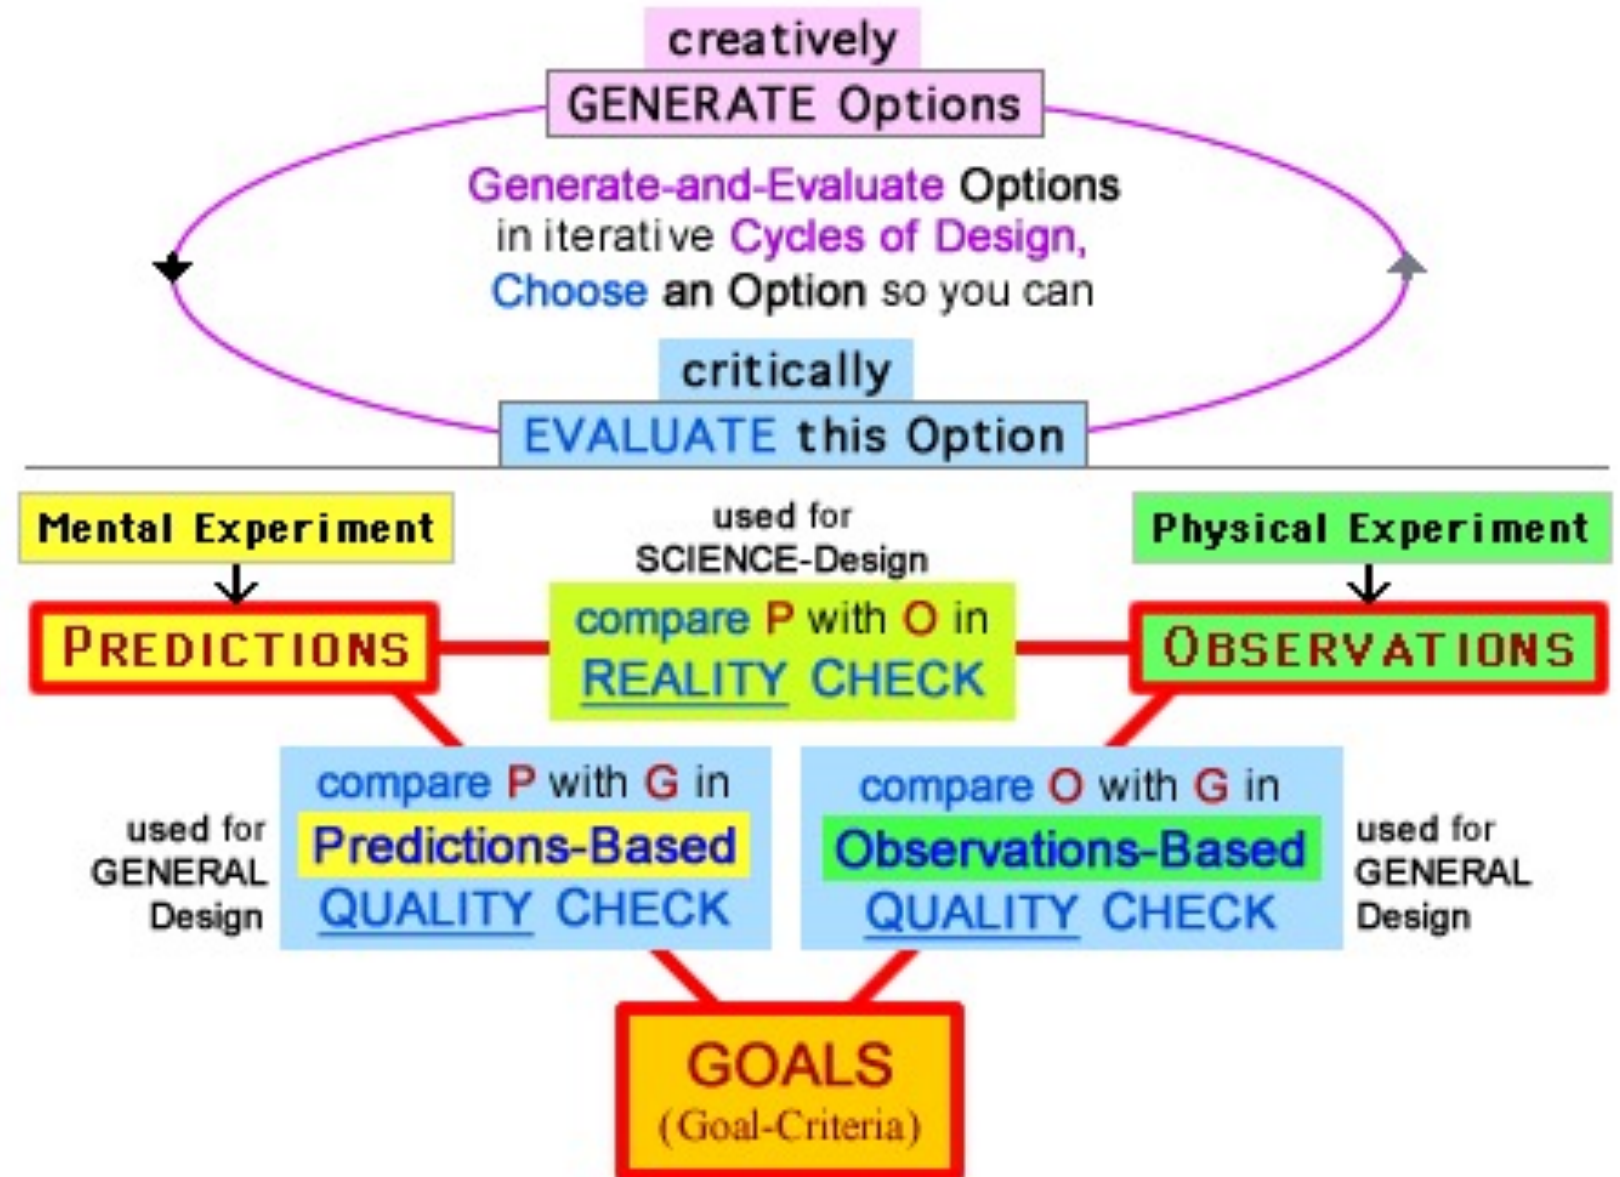 creatively
GENERATE Options
Generate-and-Evaluate Options
in iterative Cycles of Design,
Choose an Option so you can
critically
EVALUATE this Option
Mental Experiment
PREDICTIONS
used for
SCIENCE-Design
compare P with O in
REALITY CHECK
Physical Experiment
OBSERVATIONS
used for
GENERAL
Design
compare P with G in
Predictions-Based
QUALITY CHECK
compare O with G in
Observations-Based
QUALITY CHECK
used for
GENERAL
Design
GOALS
(Goal-Criteria)